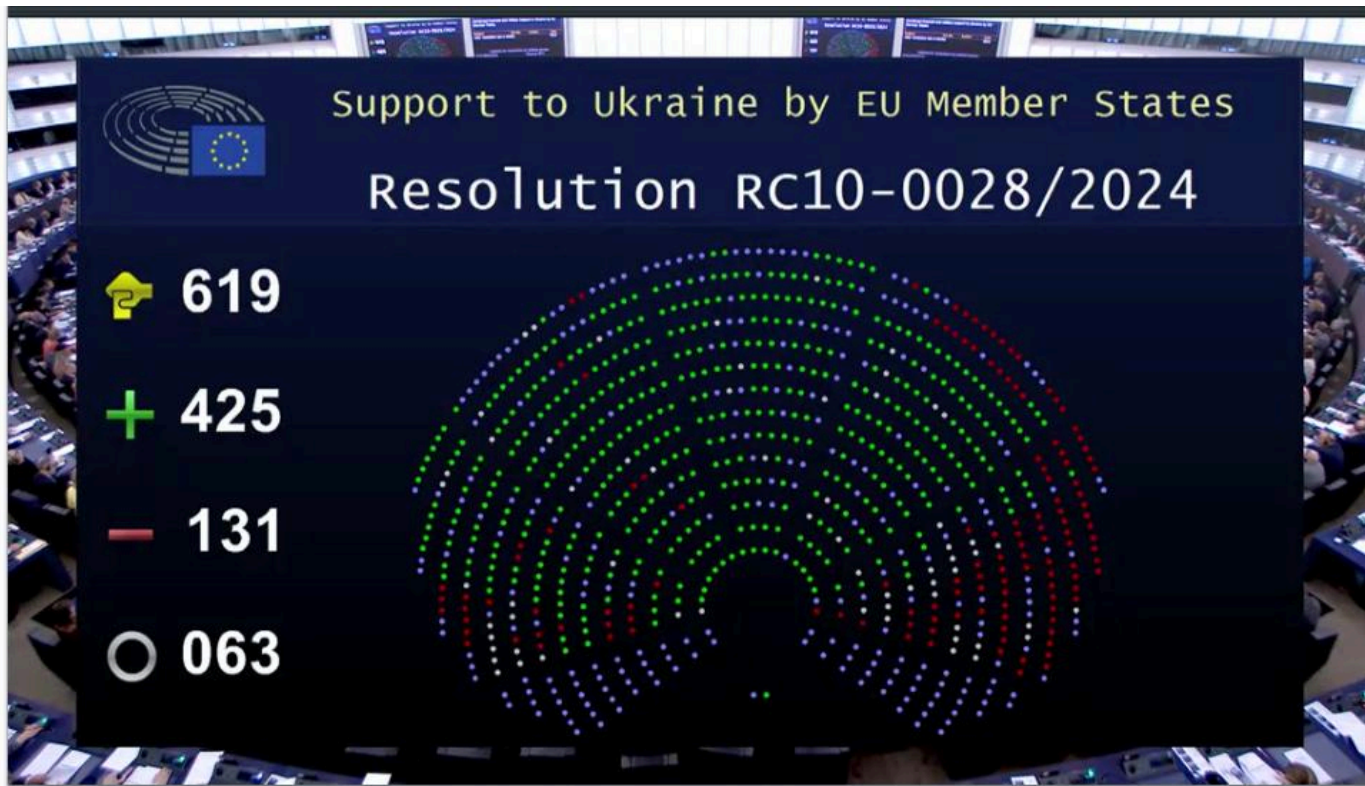 Support to Ukraine by EU Member States
Resolution RC10-0028/2024
619
425
131
063